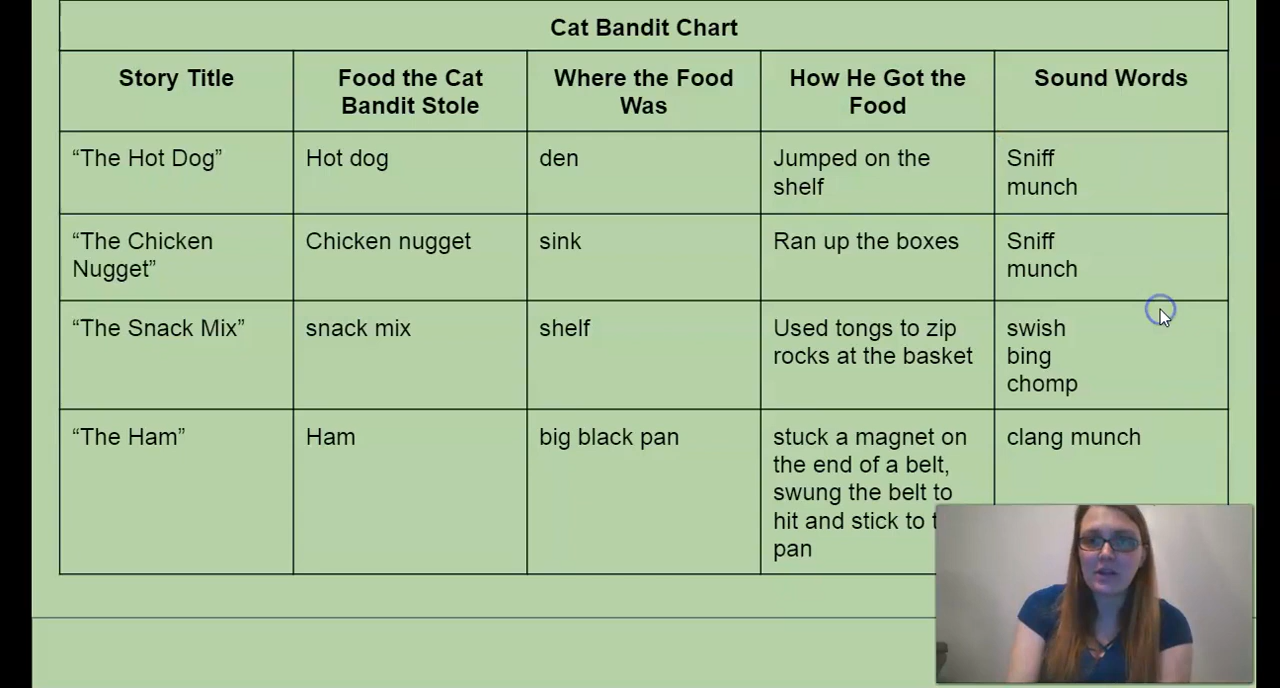 Cat Bandit Chart
Story Title
Food the Cat
Bandit Stole
Where the Food
Was
How He Got the
Food
Sound Words
“The Hot Dog”
Hot dog
den
Jumped on the
shelf
Sniff
munch
“The Chicken
Nugget”
Chicken nugget
sink
Ran up the boxes
Sniff
munch
“The Snack Mix”
snack mix
shelf
Used tongs to zip
rocks at the basket
swish
bing
chomp
“The Ham”
Ham
big black pan
stuck a magnet on
the end of a belt,
swung the belt to
hit and stick to
pan
clang munch